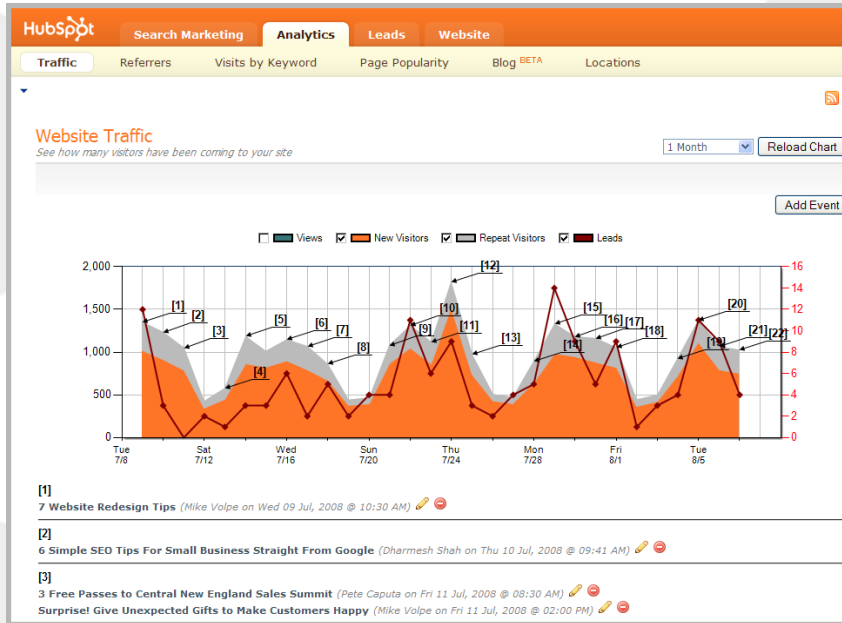 HubSpot Search Marketing Analytics Leads Website
Traffic Referrers Visits by Keyword Page Popularity Blog BETA Locations
Website Traffic
See how many visitors have been coming to your site
1 Month Reload Chart
Add Event
Views New Visitors Repeat Visitors Leads
2,000 1,500 1,000 500 0
[1] [2] [3] [4] [5] [6] [7] [8] [9] [10] [11] [12] [13] [14] [15] [16] [17] [18] [19] [20] [21] [22]
16 14 12 10 8 6 4 2 0
Tue Sat Wed Sun Thu Mon Fri Tue
7/8 7/12 7/16 7/20 7/24 7/28 8/1 8/5
[1]
7 Website Redesign Tips (Mike Volpe on Wed 09 Jul, 2008 @ 10:30 AM)
[2]
6 Simple SEO Tips For Small Business Straight From Google (Dharmesh Shah on Thu 10 Jul, 2008 @ 09:41 AM)
[3]
3 Free Passes to Central New England Sales Summit (Pete Caputa on Fri 11 Jul, 2008 @ 08:30 AM)
Surprise! Give Unexpected Gifts to Make Customers Happy (Mike Volpe on Fri 11 Jul, 2008 @ 02:00 PM)